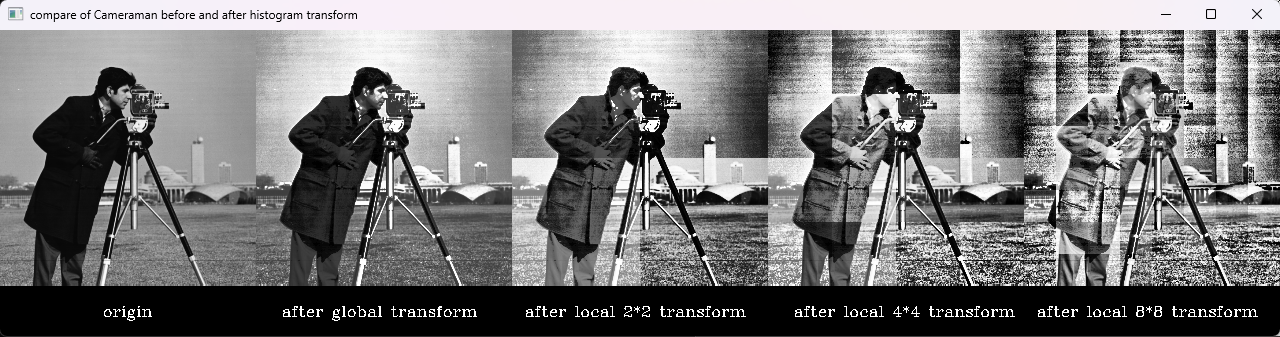 compare of Cameraman before and after histogram transform
origin
after global transform
after local 2*2 transform
after local 4*4 transform
after local 8*8 transform